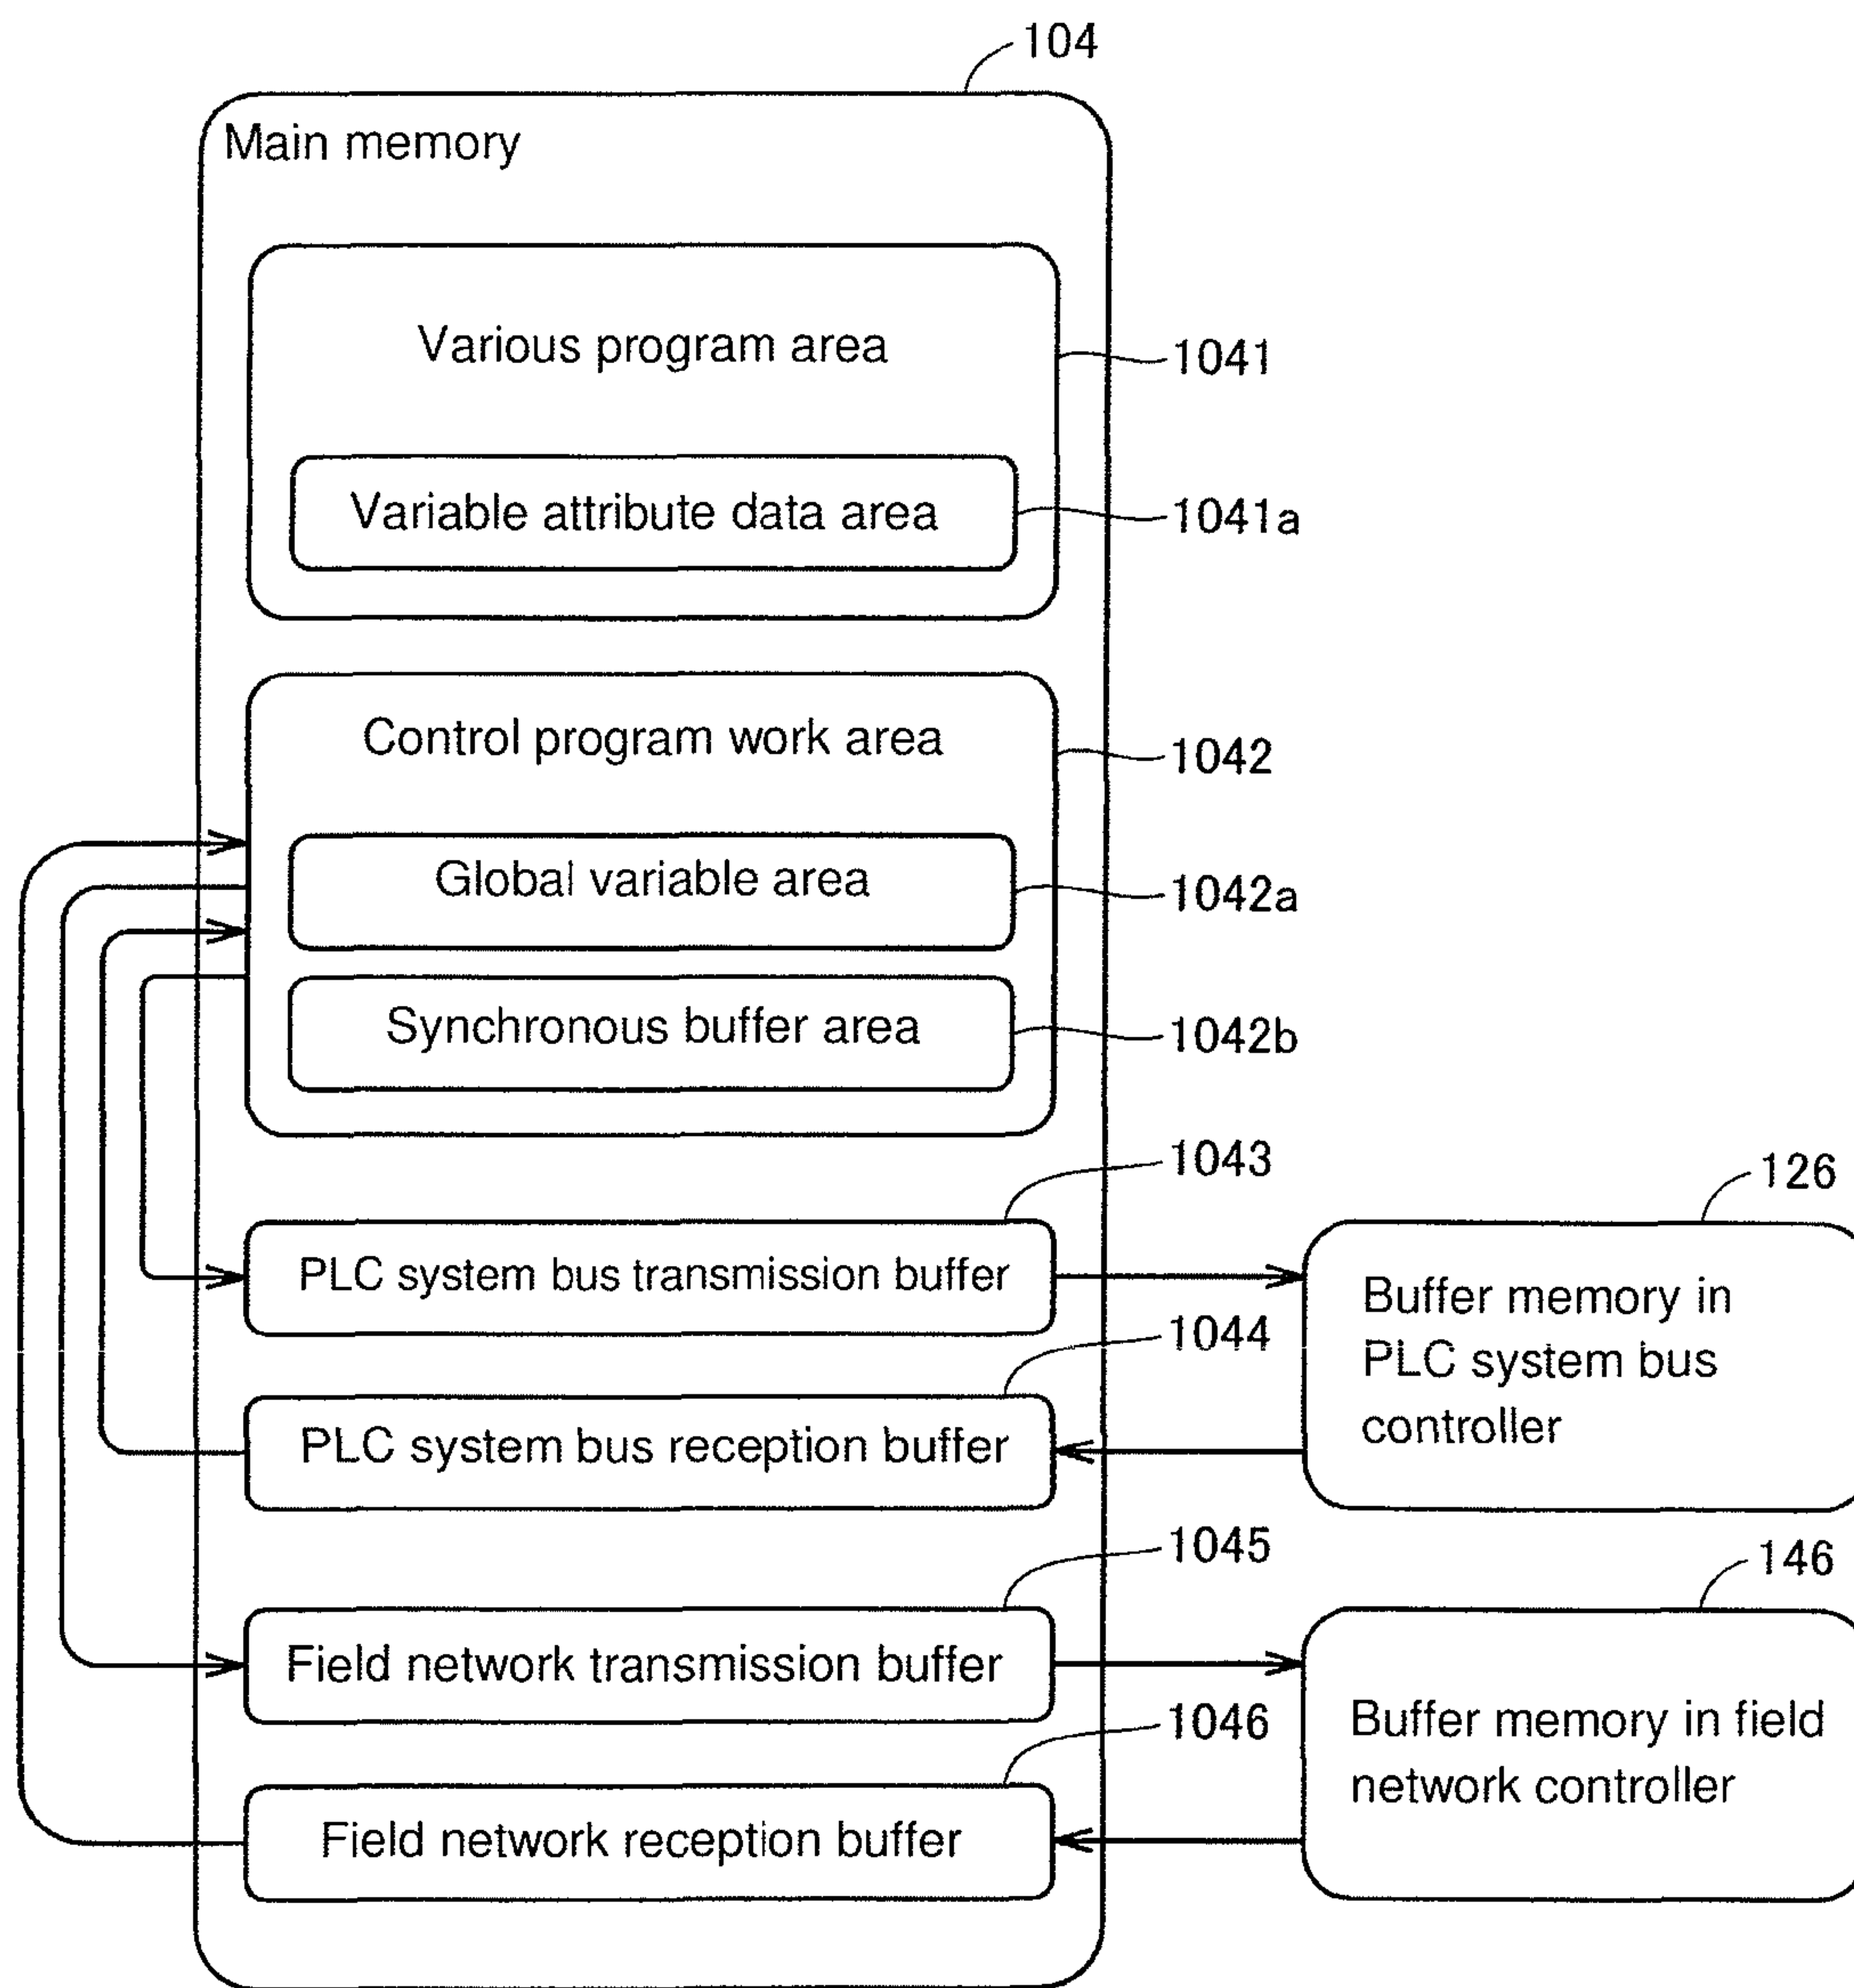 104
Main memory
Various program area
1041
Variable attribute data area
1041a
Control program work area
1042
Global variable area
1042a
Synchronous buffer area
1042b
1043
126
PLC system bus transmission buffer
Buffer memory in
PLC system bus
controller
1044
PLC system bus reception buffer
1045
146
Field network transmission buffer
Buffer memory in field
network controller
1046
Field network reception buffer